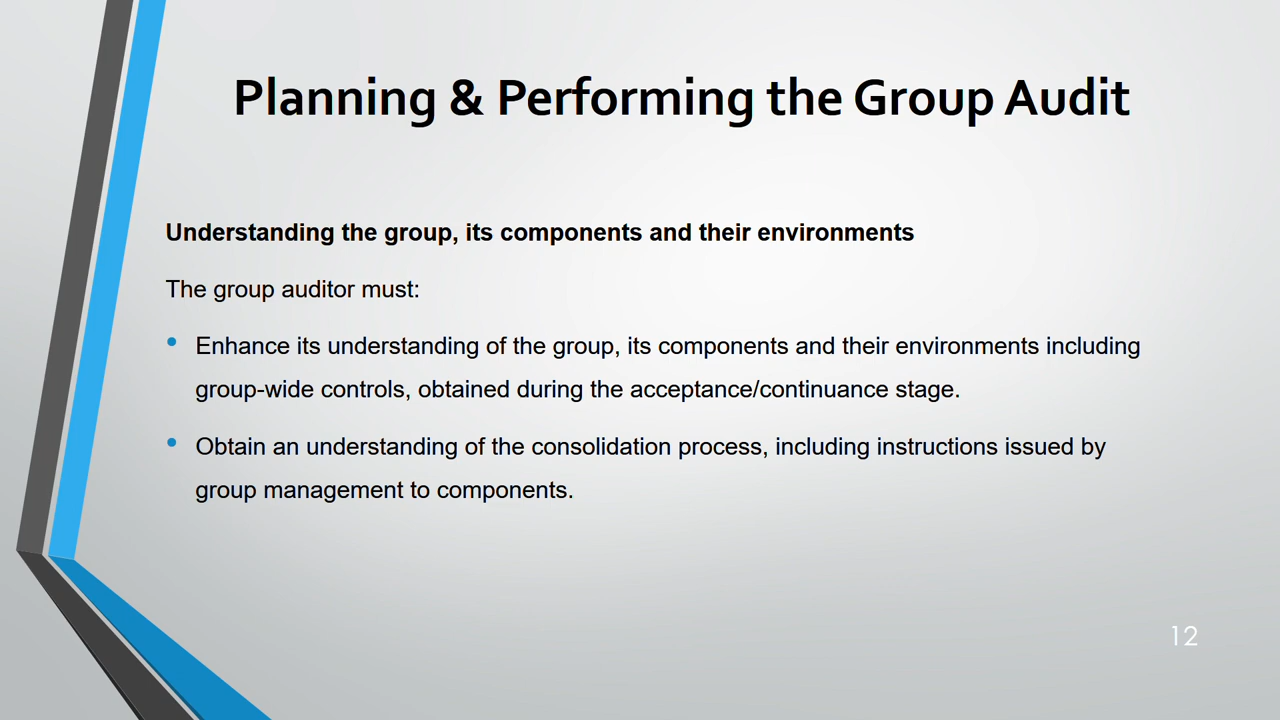 Planning & Performing the Group Audit
Understanding the group, its components and their environments
The group auditor must:
• Enhance its understanding of the group, its components and their environments including
group-wide controls, obtained during the acceptance/continuance stage.
• Obtain an understanding of the consolidation process, including instructions issued by
group management to components.
12